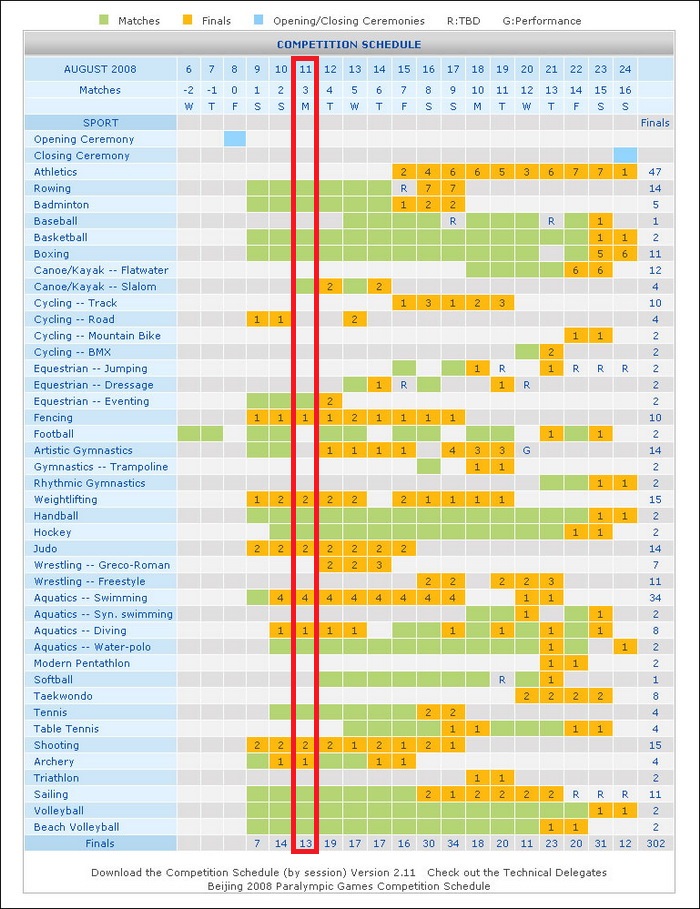 Matches Finals Opening/Closing Ceremonies R:TBD G:Performance
COMPETITION SCHEDULE
AUGUST 2008 6 7 8 9 10 11 12 13 14 15 16 17 18 19 20 21 22 23 24
Matches -2 -1 0 1 2 3 4 5 6 7 8 9 10 11 12 13 14 15 16
W T F S S M T W T F S S M T W T F S S
SPORT Finals
Opening Ceremony
Closing Ceremony
Athletics 2 4 6 6 5 3 6 7 7 1 47
Rowing R 7 7 14
Badminton 1 2 2 5
Baseball R R 1 1
Basketball 1 1 2
Boxing 5 6 11
Canoe/Kayak -- Flatwater 6 6 12
Canoe/Kayak -- Slalom 2 2 4
Cycling -- Track 1 3 1 2 3 10
Cycling -- Road 1 1 2 4
Cycling -- Mountain Bike 1 1 2
Cycling -- BMX 2 2
Equestrian -- Jumping 1 R 1 R R R 2
Equestrian -- Dressage 1 R 1 R 2
Equestrian -- Eventing 2 2
Fencing 1 1 1 1 2 1 1 1 1 10
Football 1 1 2
Artistic Gymnastics 1 1 1 1 4 3 3 G 14
Gymnastics -- Trampoline 1 1 2
Rhythmic Gymnastics 1 1 2
Weightlifting 1 2 2 2 2 2 1 1 1 1 15
Handball 1 1 2
Hockey 1 1 2
Judo 2 2 2 2 2 2 2 14
Wrestling -- Greco-Roman 2 2 3 7
Wrestling -- Freestyle 2 2 2 2 3 11
Aquatics -- Swimming 4 4 4 4 4 4 4 4 1 1 34
Aquatics -- Syn. swimming 1 1 2
Aquatics -- Diving 1 1 1 1 1 1 1 1 8
Aquatics -- Water-polo 1 1 2
Modern Pentathlon 1 1 2
Softball R 1 1
Taekwondo 2 2 2 2 8
Tennis 2 2 4
Table Tennis 1 1 1 1 4
Shooting 2 2 2 2 1 2 1 2 1 15
Archery 1 1 1 1 4
Triathlon 1 1 2
Sailing 2 1 2 2 2 2 R R R 11
Volleyball 1 1 2
Beach Volleyball 1 1 2
Finals 7 14 13 19 17 16 30 34 18 18 11 23 20 31 12 302
Download the Competition Schedule (by session) Version 2.11 Check out the Technical Delegates
Beijing 2008 Paralympic Games Competition Schedule